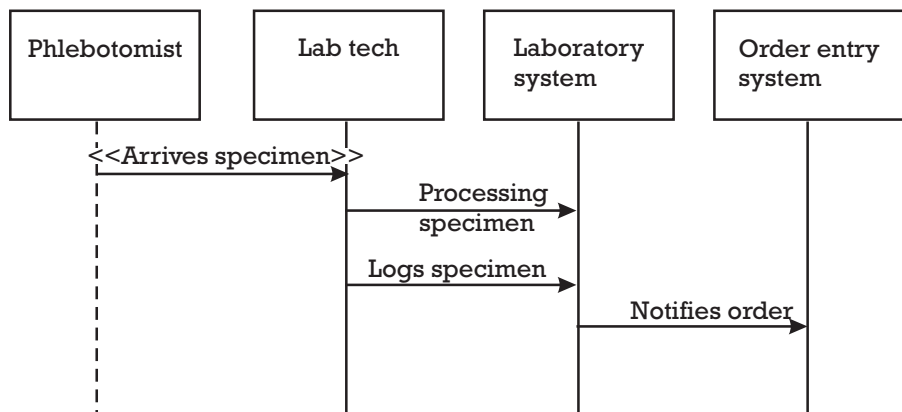 Phlebotomist
Lab tech
Laboratory
system
Order entry
system
<<Arrives specimen>>
Processing
specimen
Logs specimen
Notifies order